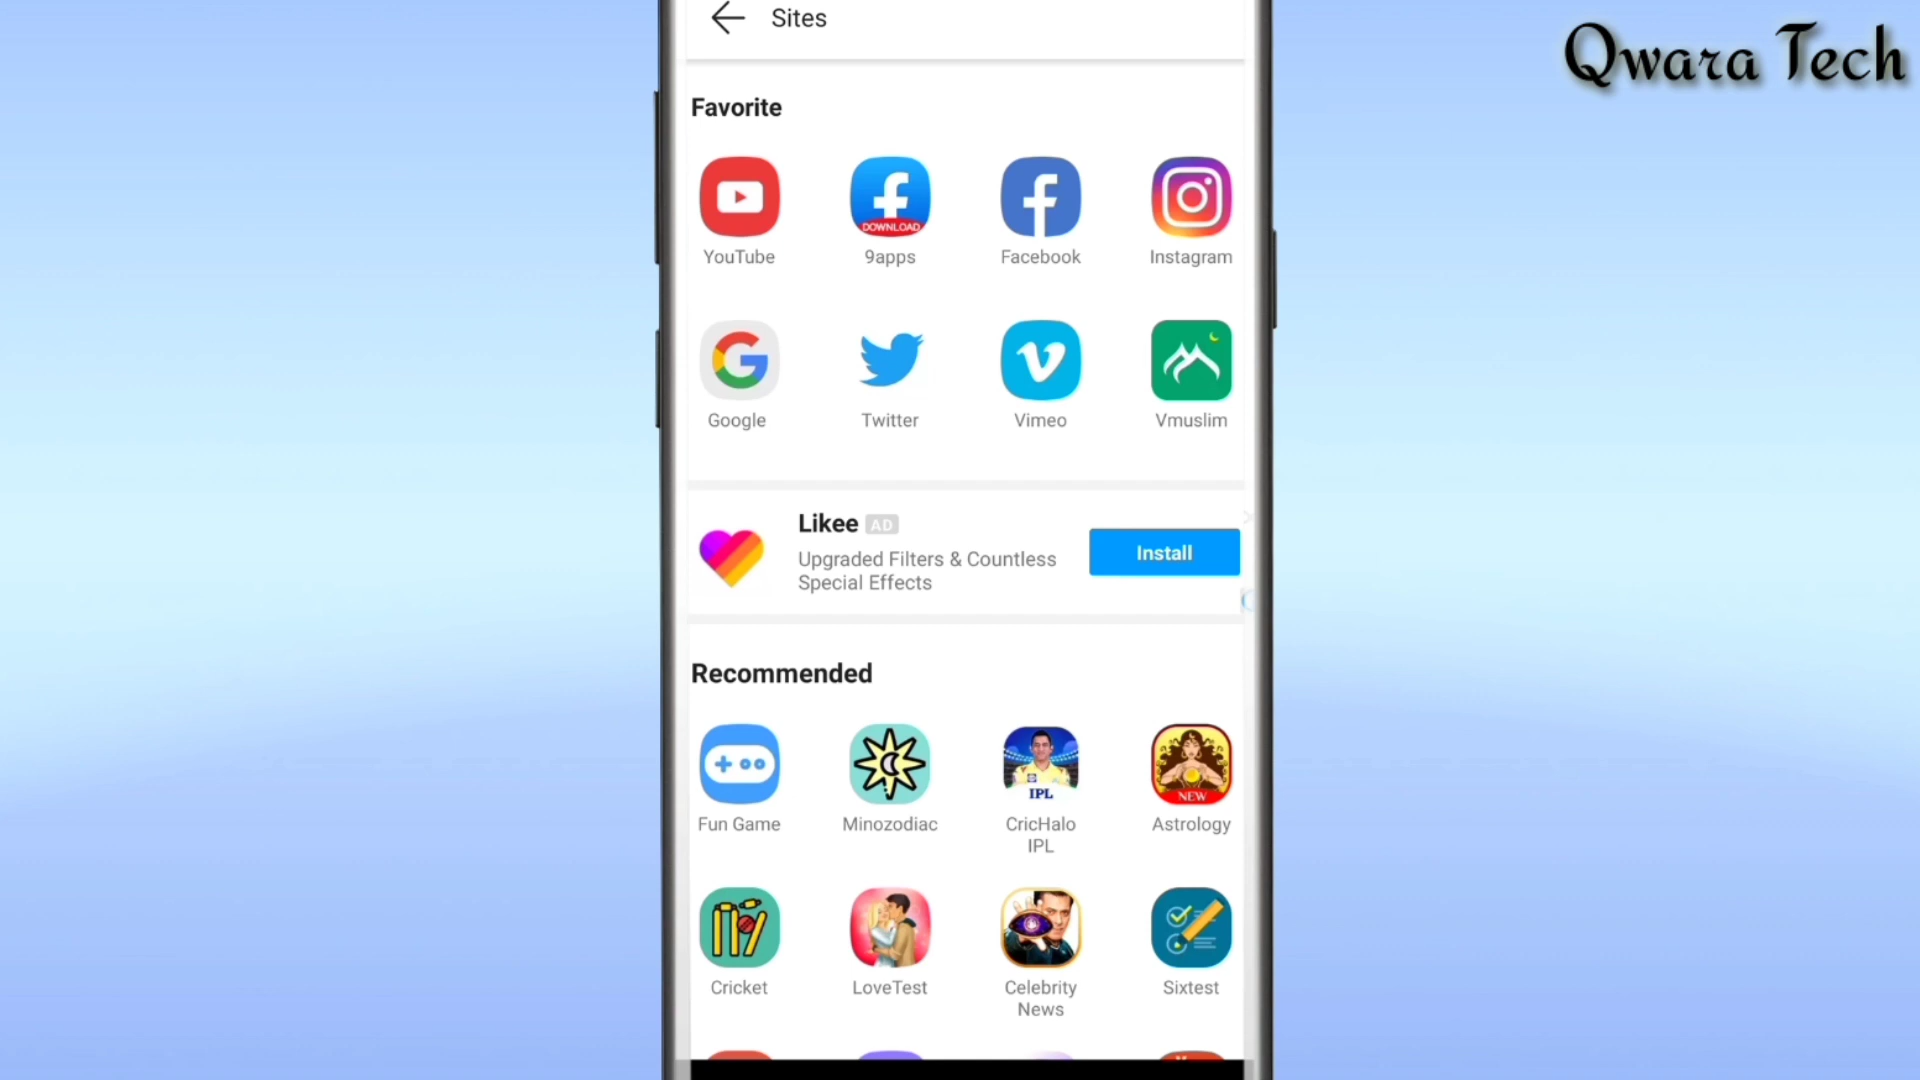 Sites
Qwara Tech
Favorite
DOWNLOAD
YouTube 9apps Facebook Instagram
Google Twitter Vimeo Vmuslim
Likee AD
Upgraded Filters & Countless
Special Effects
Install
Recommended
IPL
NEW
Fun Game Minozodiac CricHalo Astrology
IPL
Cricket LoveTest Celebrity Sixtest
News